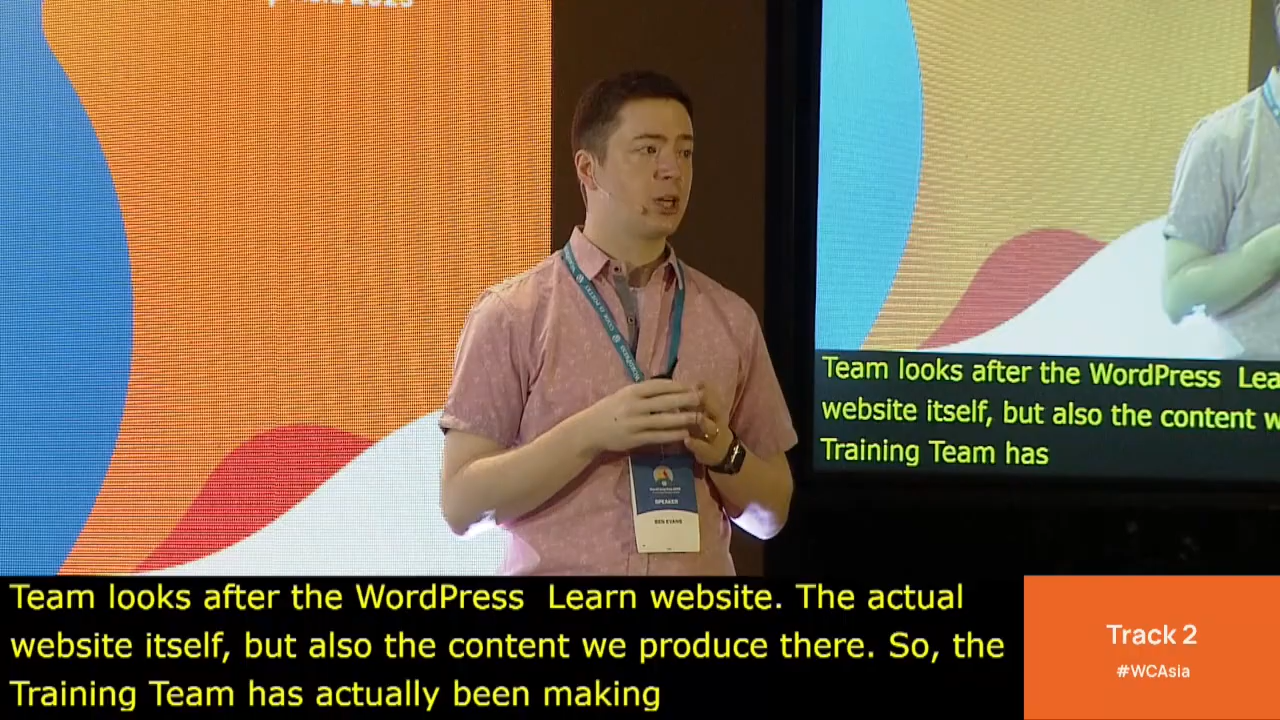 Team looks after the WordPress Lea
website itself, but also the content w
Training Team has
SPEAKER
BEN EVANS
Team looks after the WordPress Learn website. The actual
website itself, but also the content we produce there. So, the
Training Team has actually been making
Track 2
#WCAsia